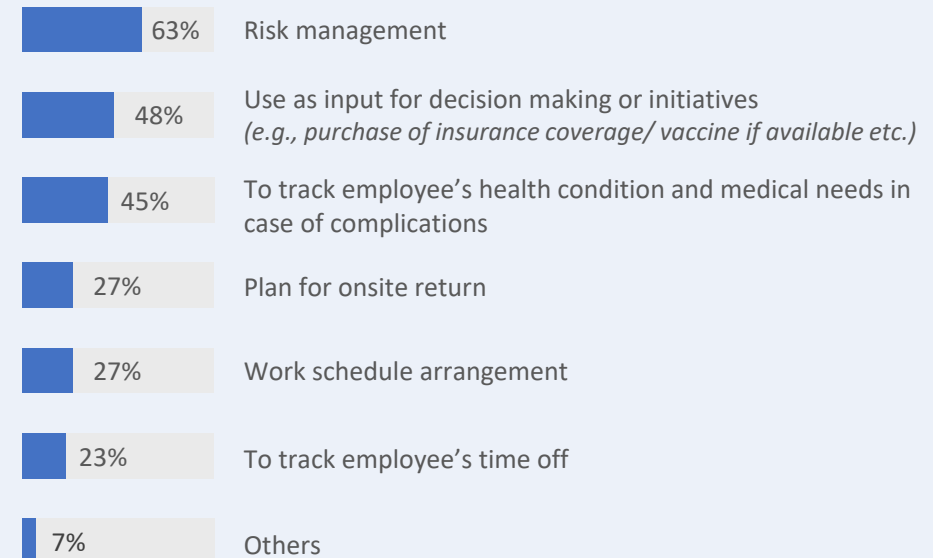 63% Risk management
48% Use as input for decision making or initiatives
(e.g., purchase of insurance coverage/ vaccine if available etc.)
45% To track employee’s health condition and medical needs in
case of complications
27% Plan for onsite return
27% Work schedule arrangement
23% To track employee’s time off
7% Others